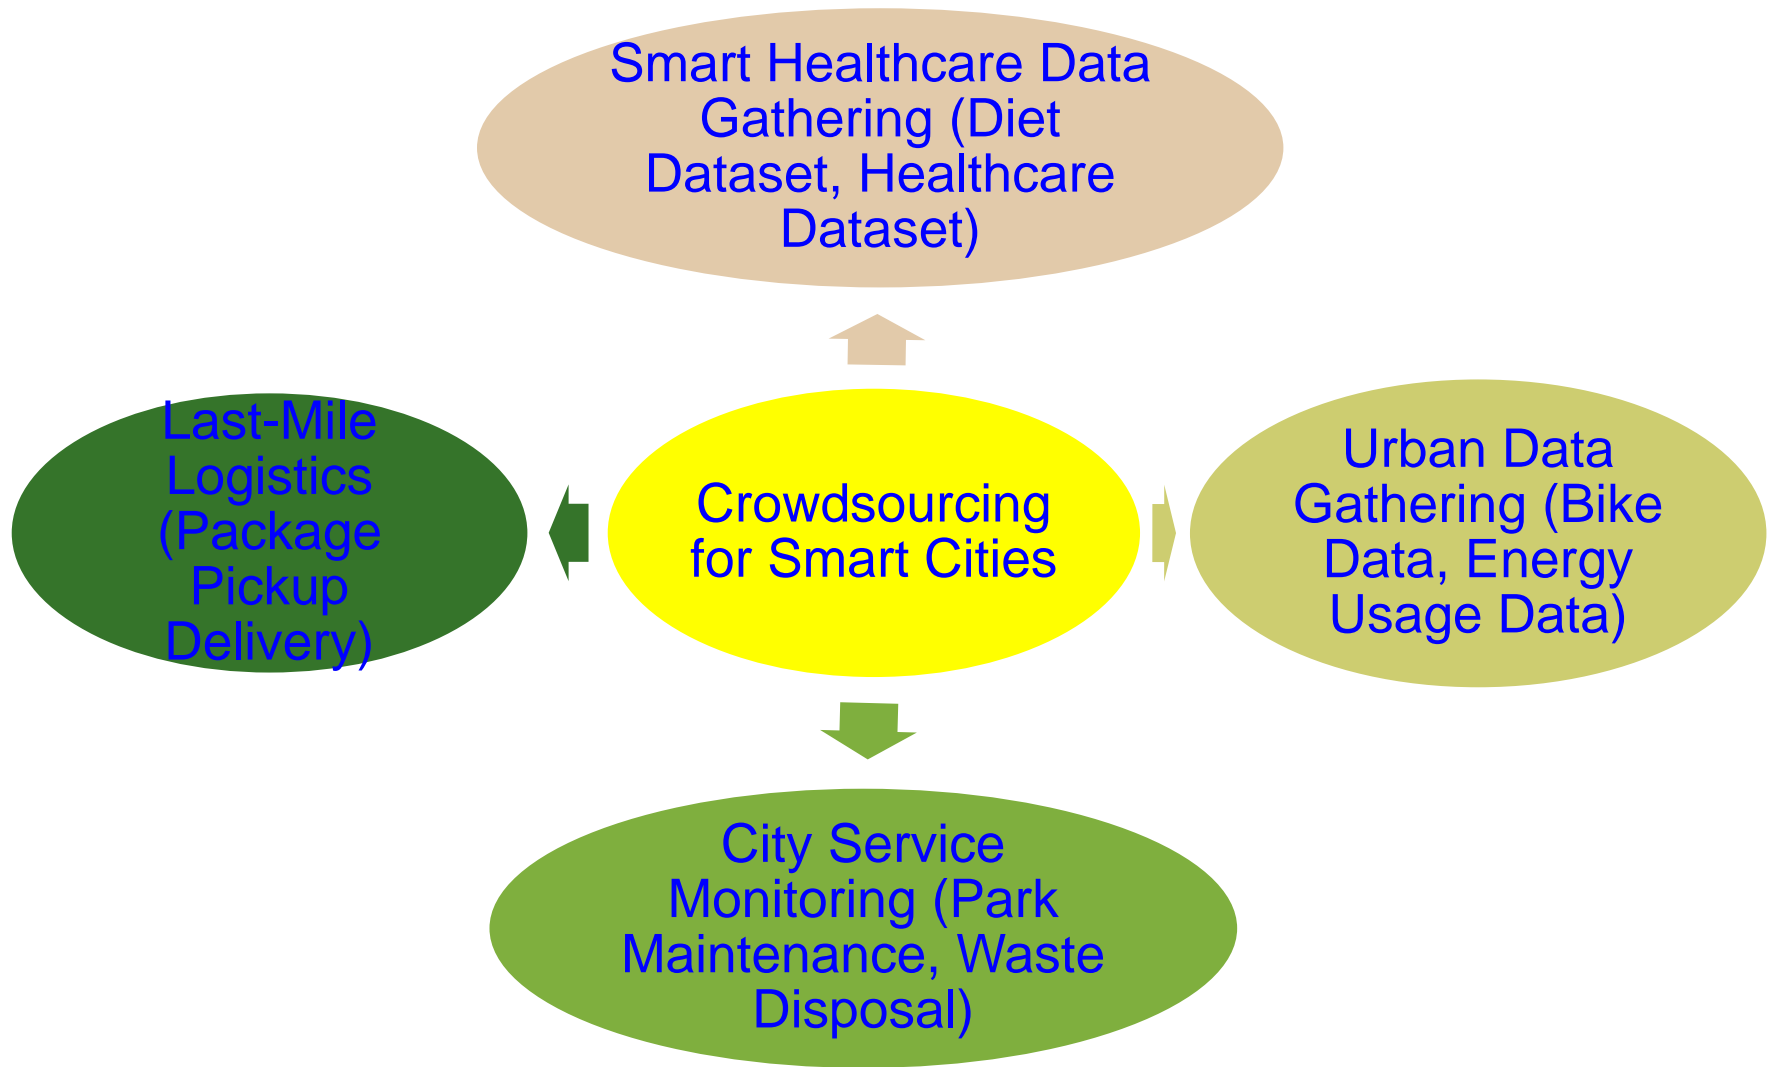 Smart Healthcare Data
Gathering (Diet
Dataset, Healthcare
Dataset)
Last-Mile
Logistics
(Package
Pickup
Delivery)
Crowdsourcing
for Smart Cities
Urban Data
Gathering (Bike
Data, Energy
Usage Data)
City Service
Monitoring (Park
Maintenance, Waste
Disposal)